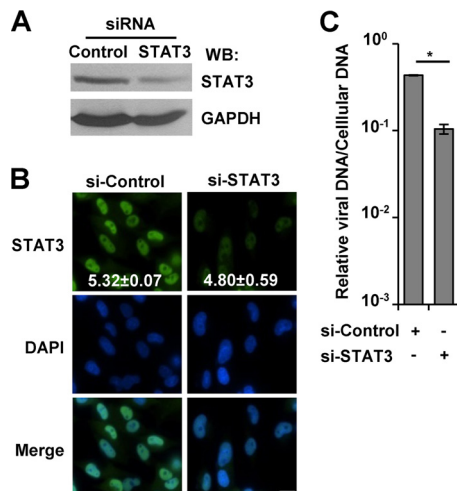 A
siRNA
Control STAT3 WB:
STAT3
GAPDH
B
si-Control si-STAT3
STAT3
5.32±0.07 4.80±0.59
DAPI
Merge
C
Relative viral DNA/Celllular DNA
10⁰
10⁻¹
10⁻²
10⁻³
*
si-Control + -
si-STAT3 - +